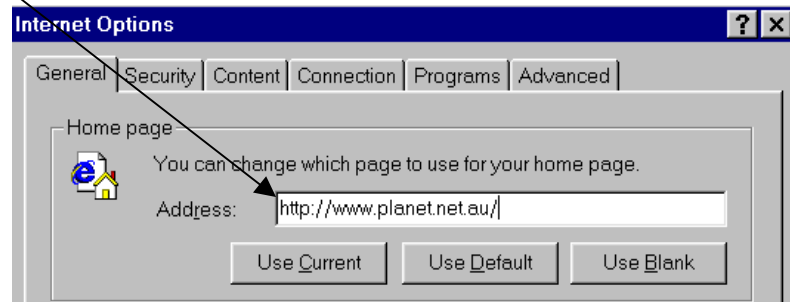 Internet Options
General Security Content Connection Programs Advanced
Home page
You can change which page to use for your home page.
Address: http://www.planet.net.au/
Use Current Use Default Use Blank